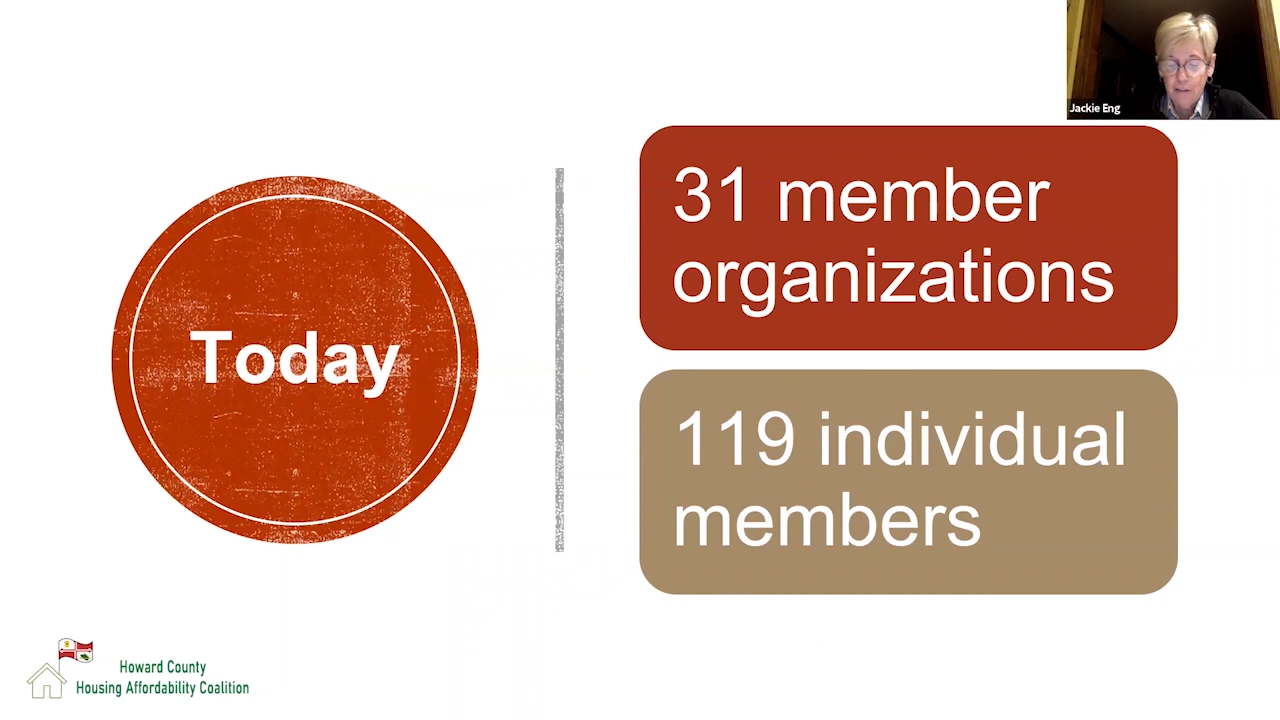 Jackie Eng
Today
31 member
organizations
119 individual
members
Howard County
Housing Affordability Coalition